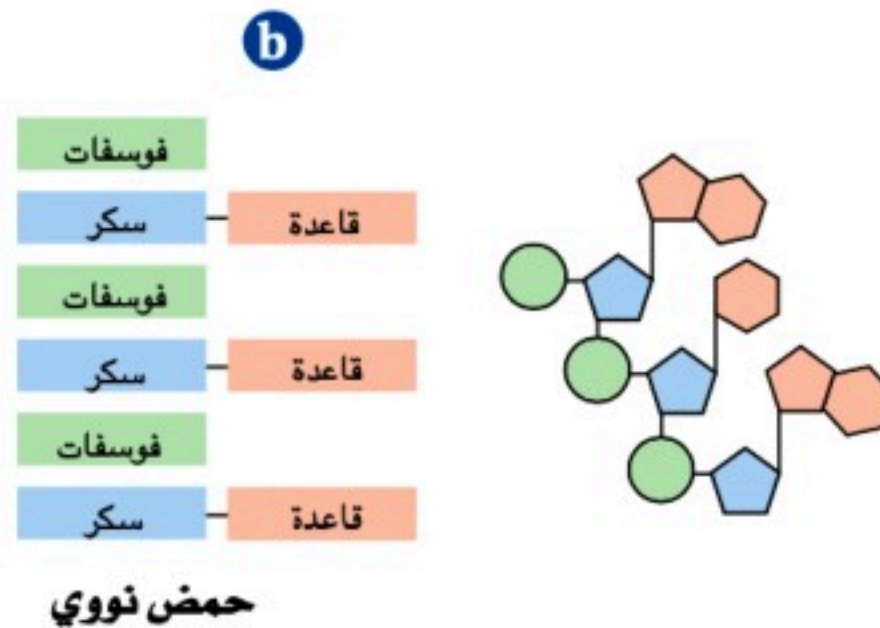 b
فوسفات
سكر قاعدة
فوسفات
سكر قاعدة
فوسفات
سكر قاعدة
حمض نووي